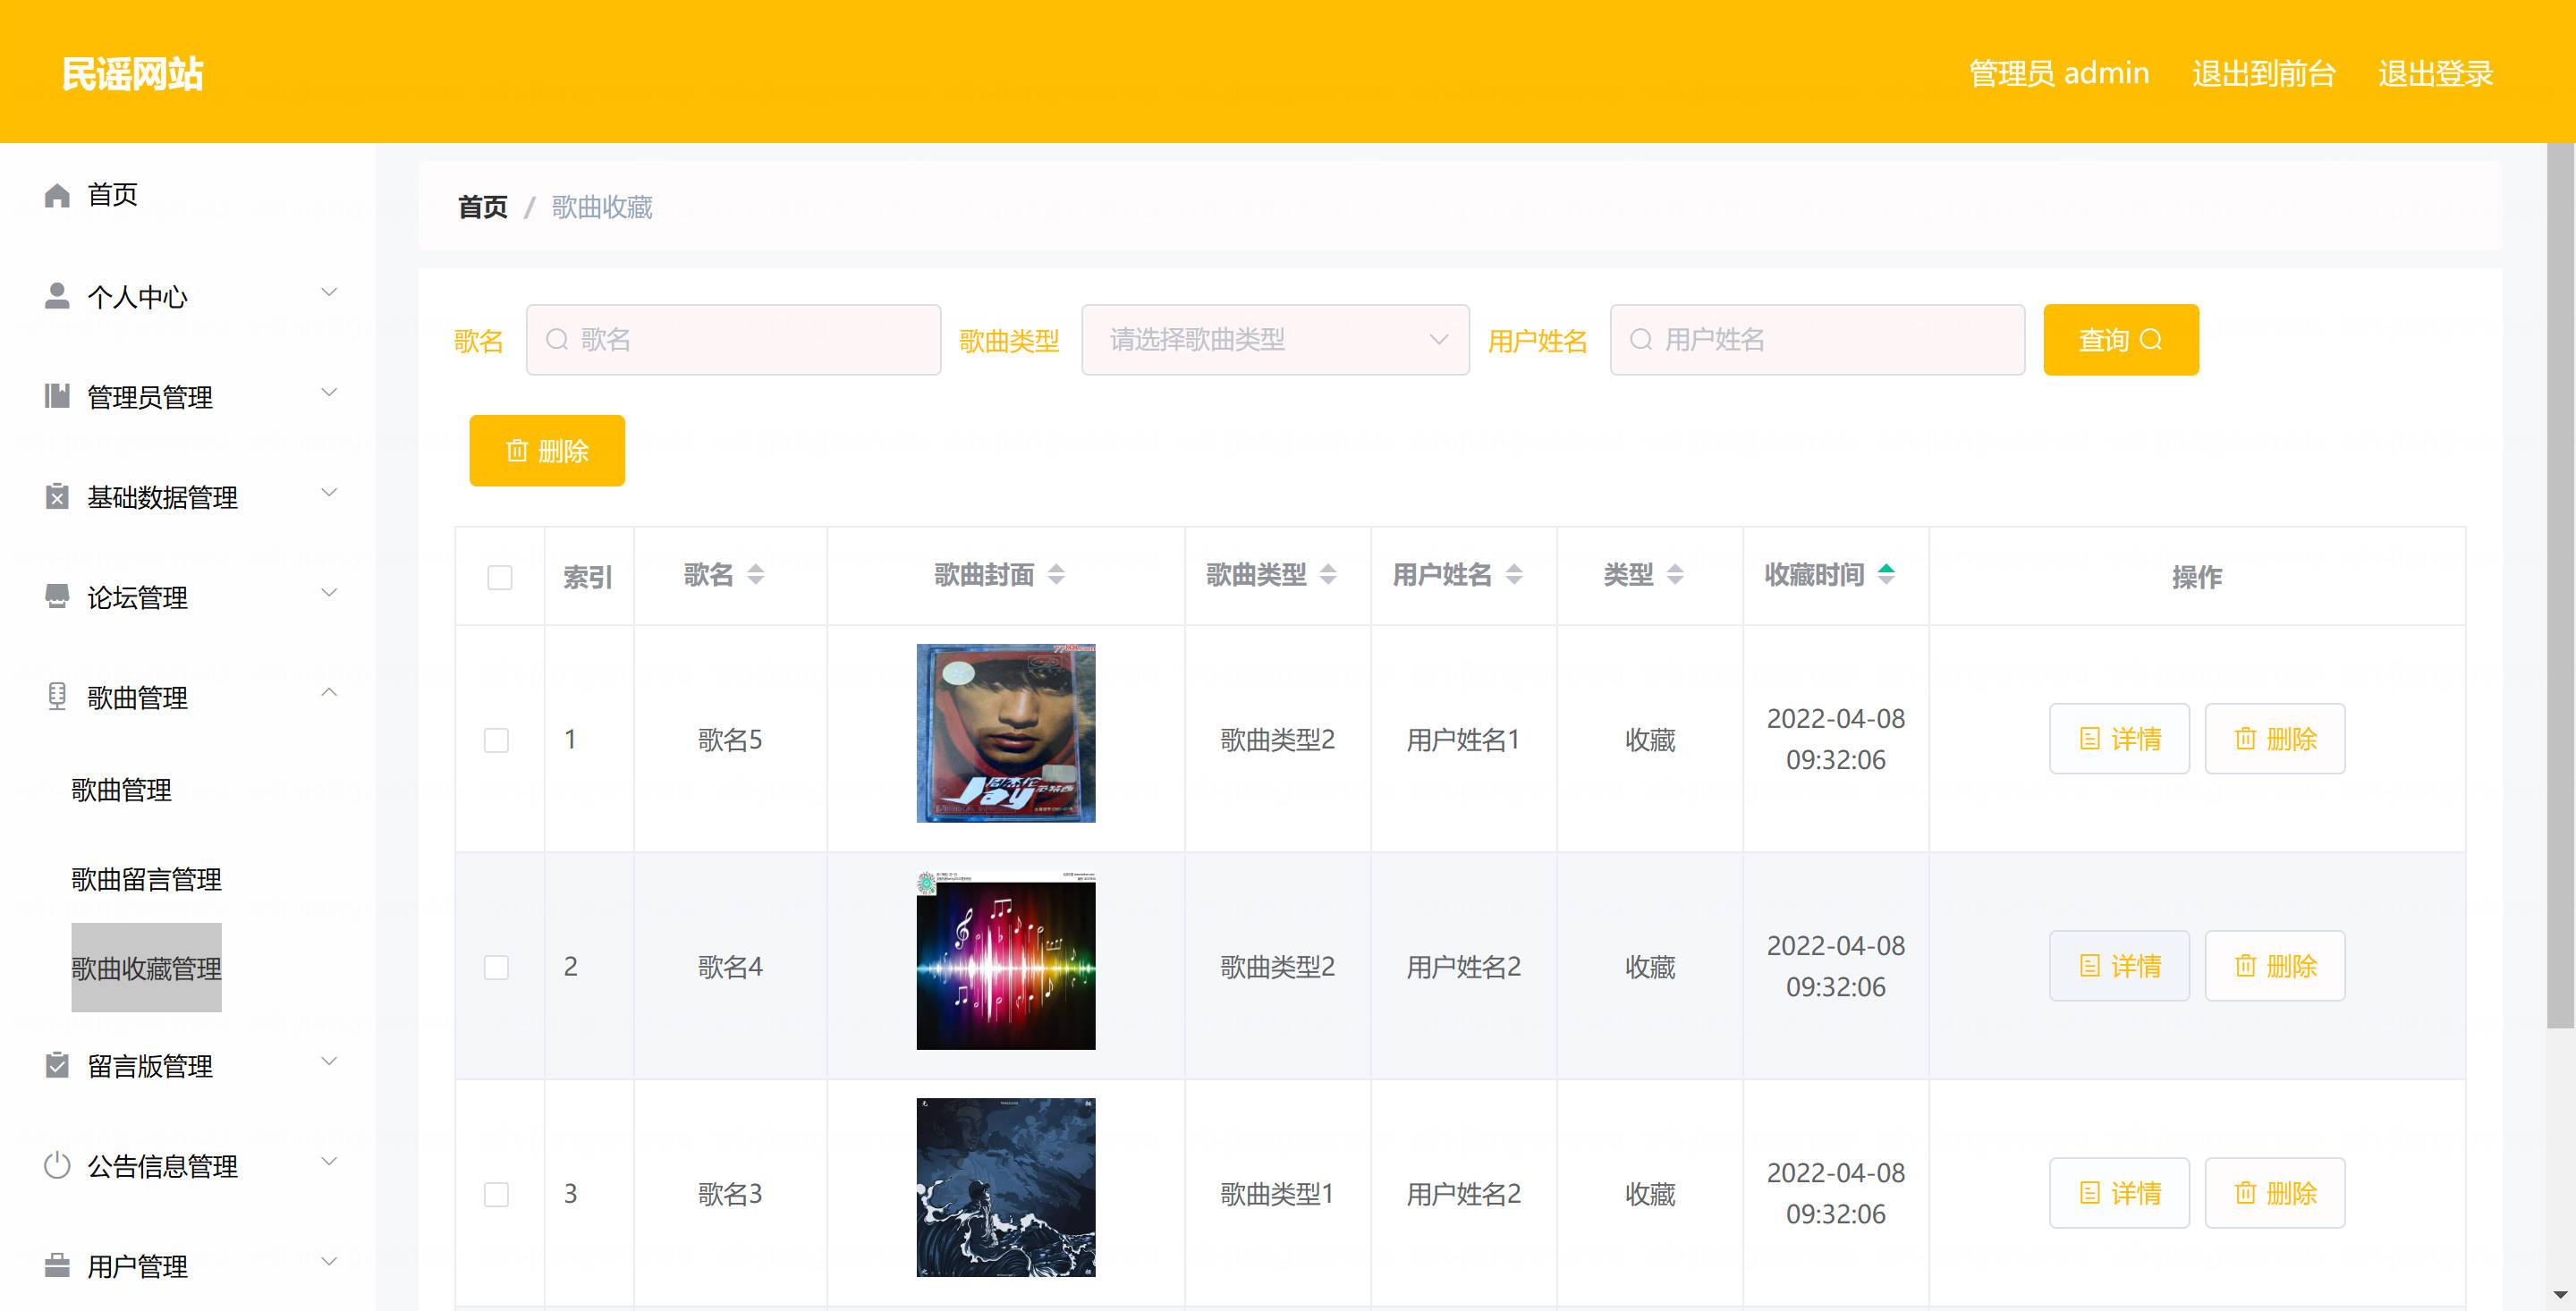 民谣网站
管理员 admin
退出到前台
退出登录
首页
个人中心
管理员管理
基础数据管理
论坛管理
歌曲管理
歌曲管理
歌曲留言管理
歌曲收藏管理
留言版管理
公告信息管理
用户管理
首页 / 歌曲收藏
歌名 歌名 歌曲类型 请选择歌曲类型 用户姓名 用户姓名 查询
删除
索引 歌名 歌曲封面 歌曲类型 用户姓名 类型 收藏时间 操作
1 歌名5 歌曲类型2 用户姓名1 收藏 2022-04-08 09:32:06 详情 删除
周杰伦
Jay
2 歌名4 歌曲类型2 用户姓名2 收藏 2022-04-08 09:32:06 详情 删除
3 歌名3 歌曲类型1 用户姓名2 收藏 2022-04-08 09:32:06 详情 删除